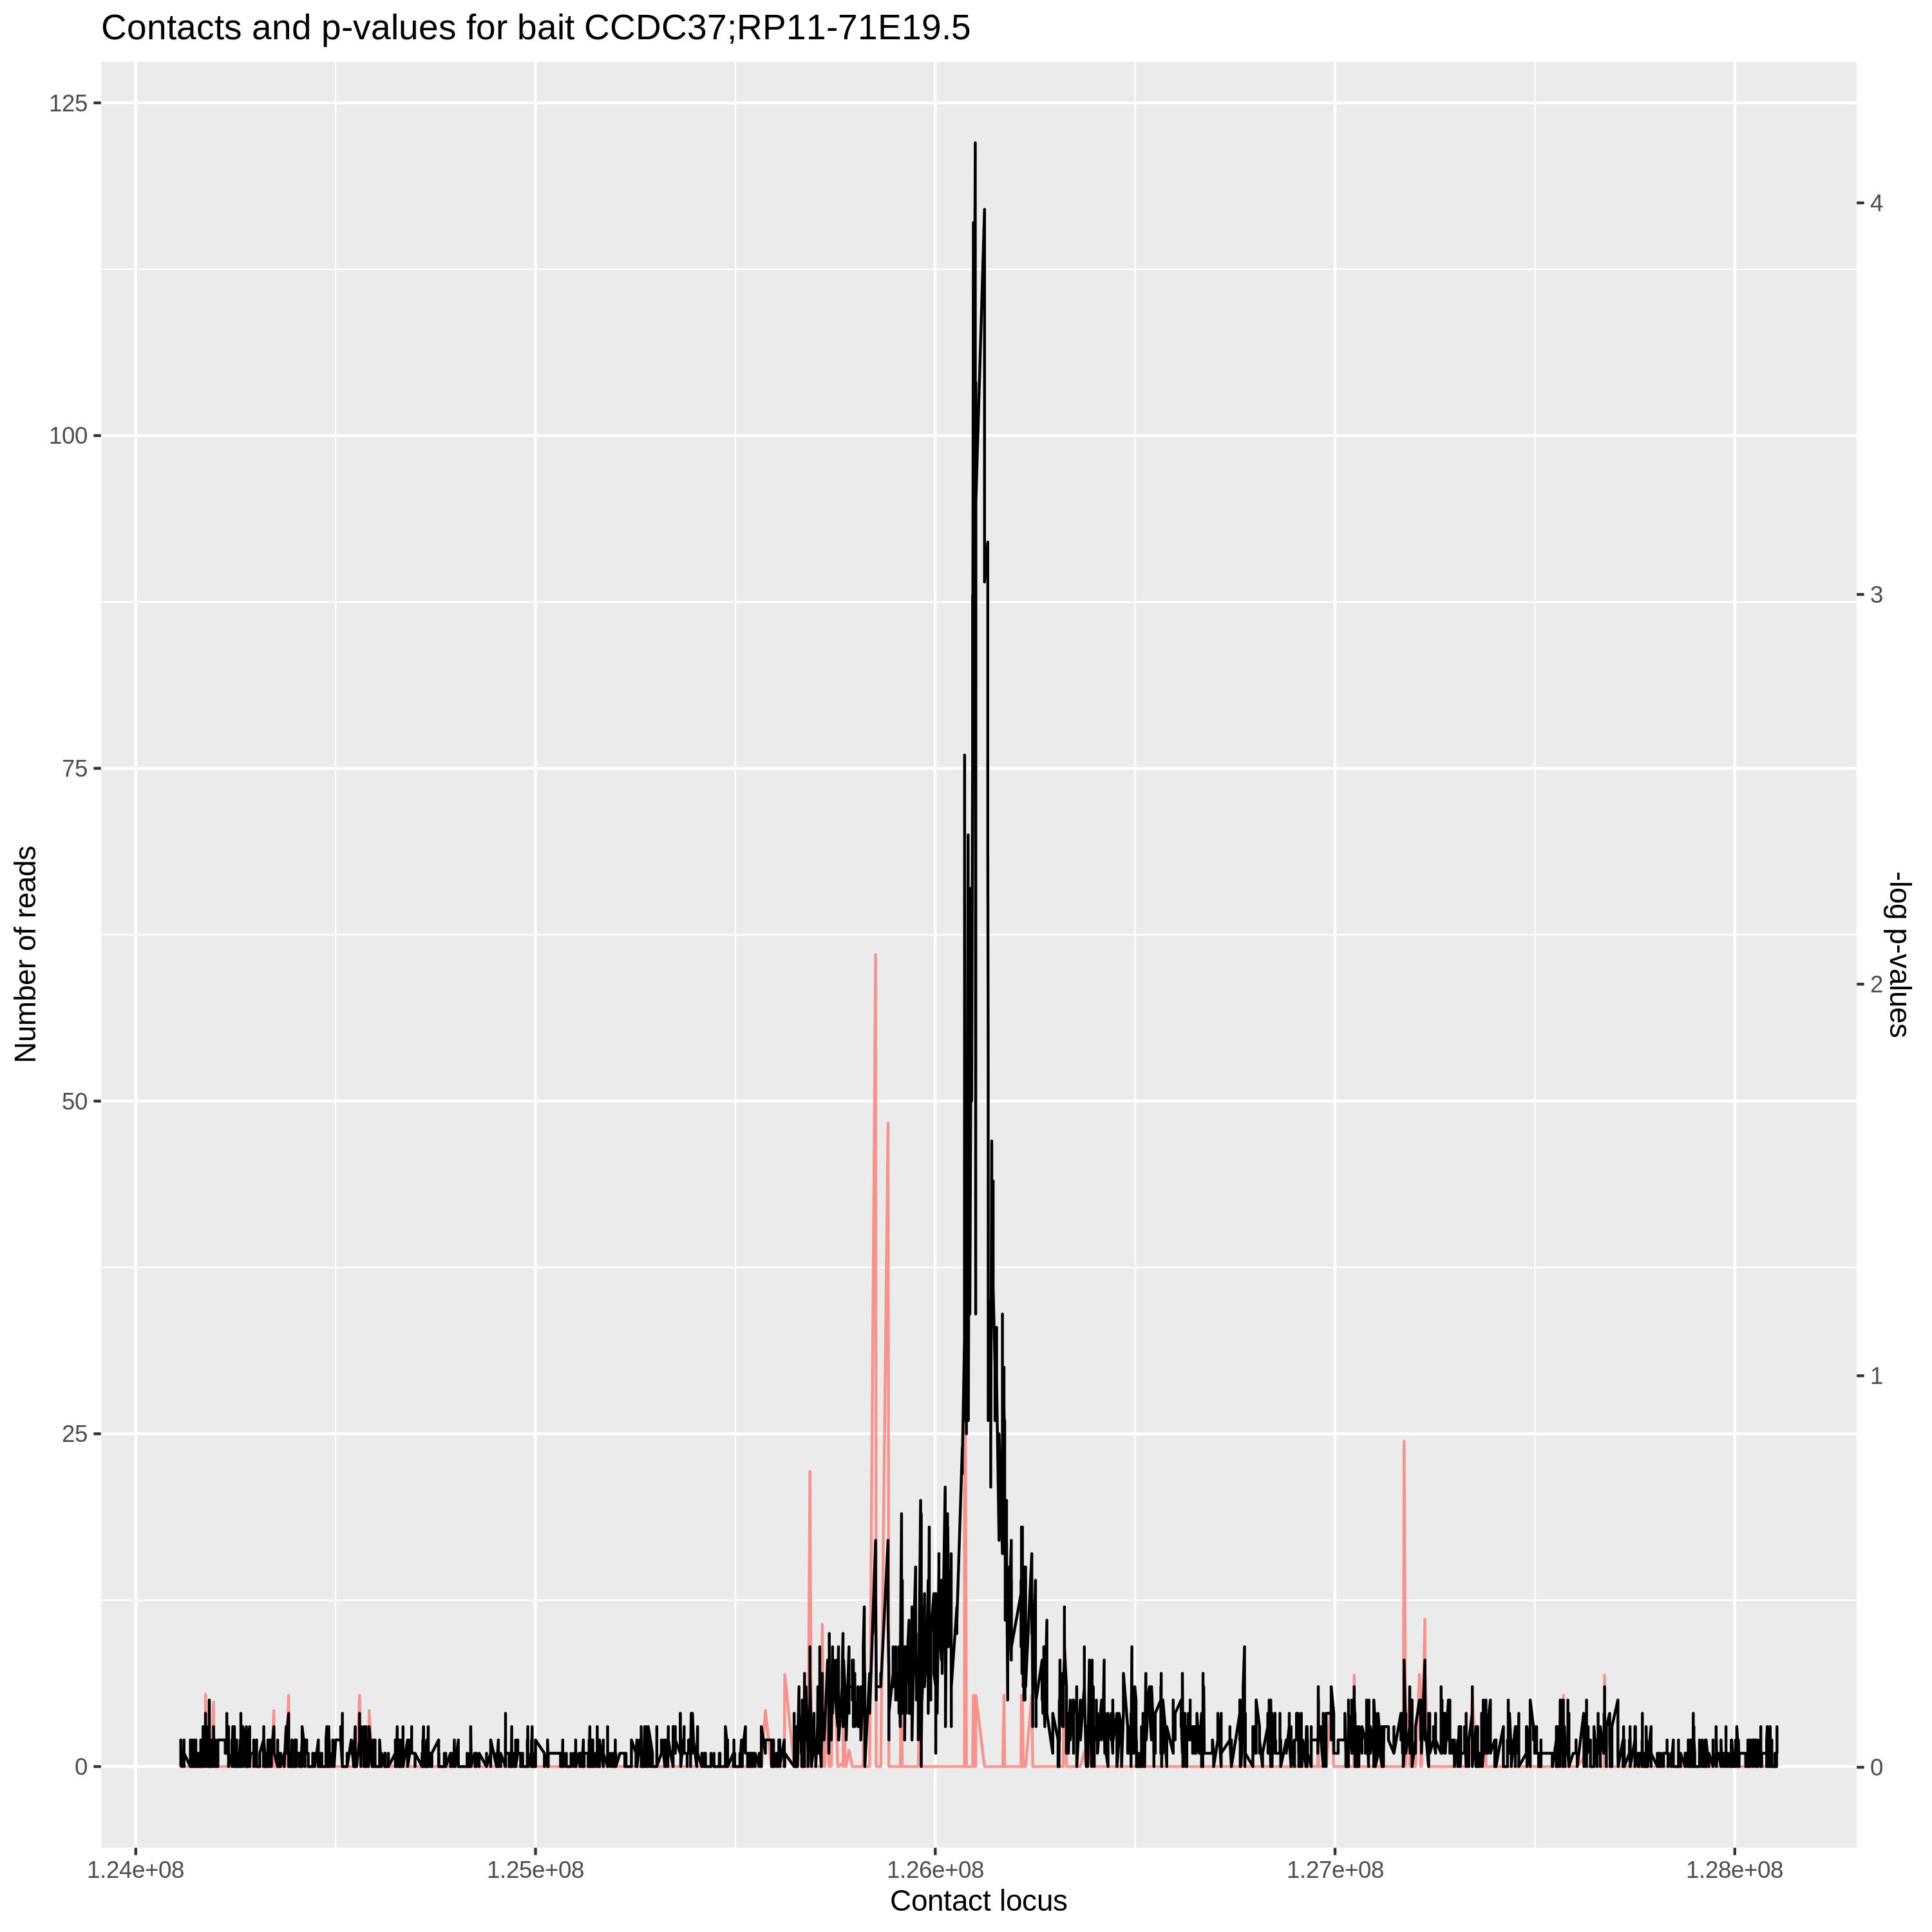 Contacts and p-values for bait CCDC37;RP11-71E19.5
125
100
75
50
25
0
Number of reads
4
3
2
1
0
-log p-values
1.24e+08
1.25e+08
1.26e+08
1.27e+08
1.28e+08
Contact locus